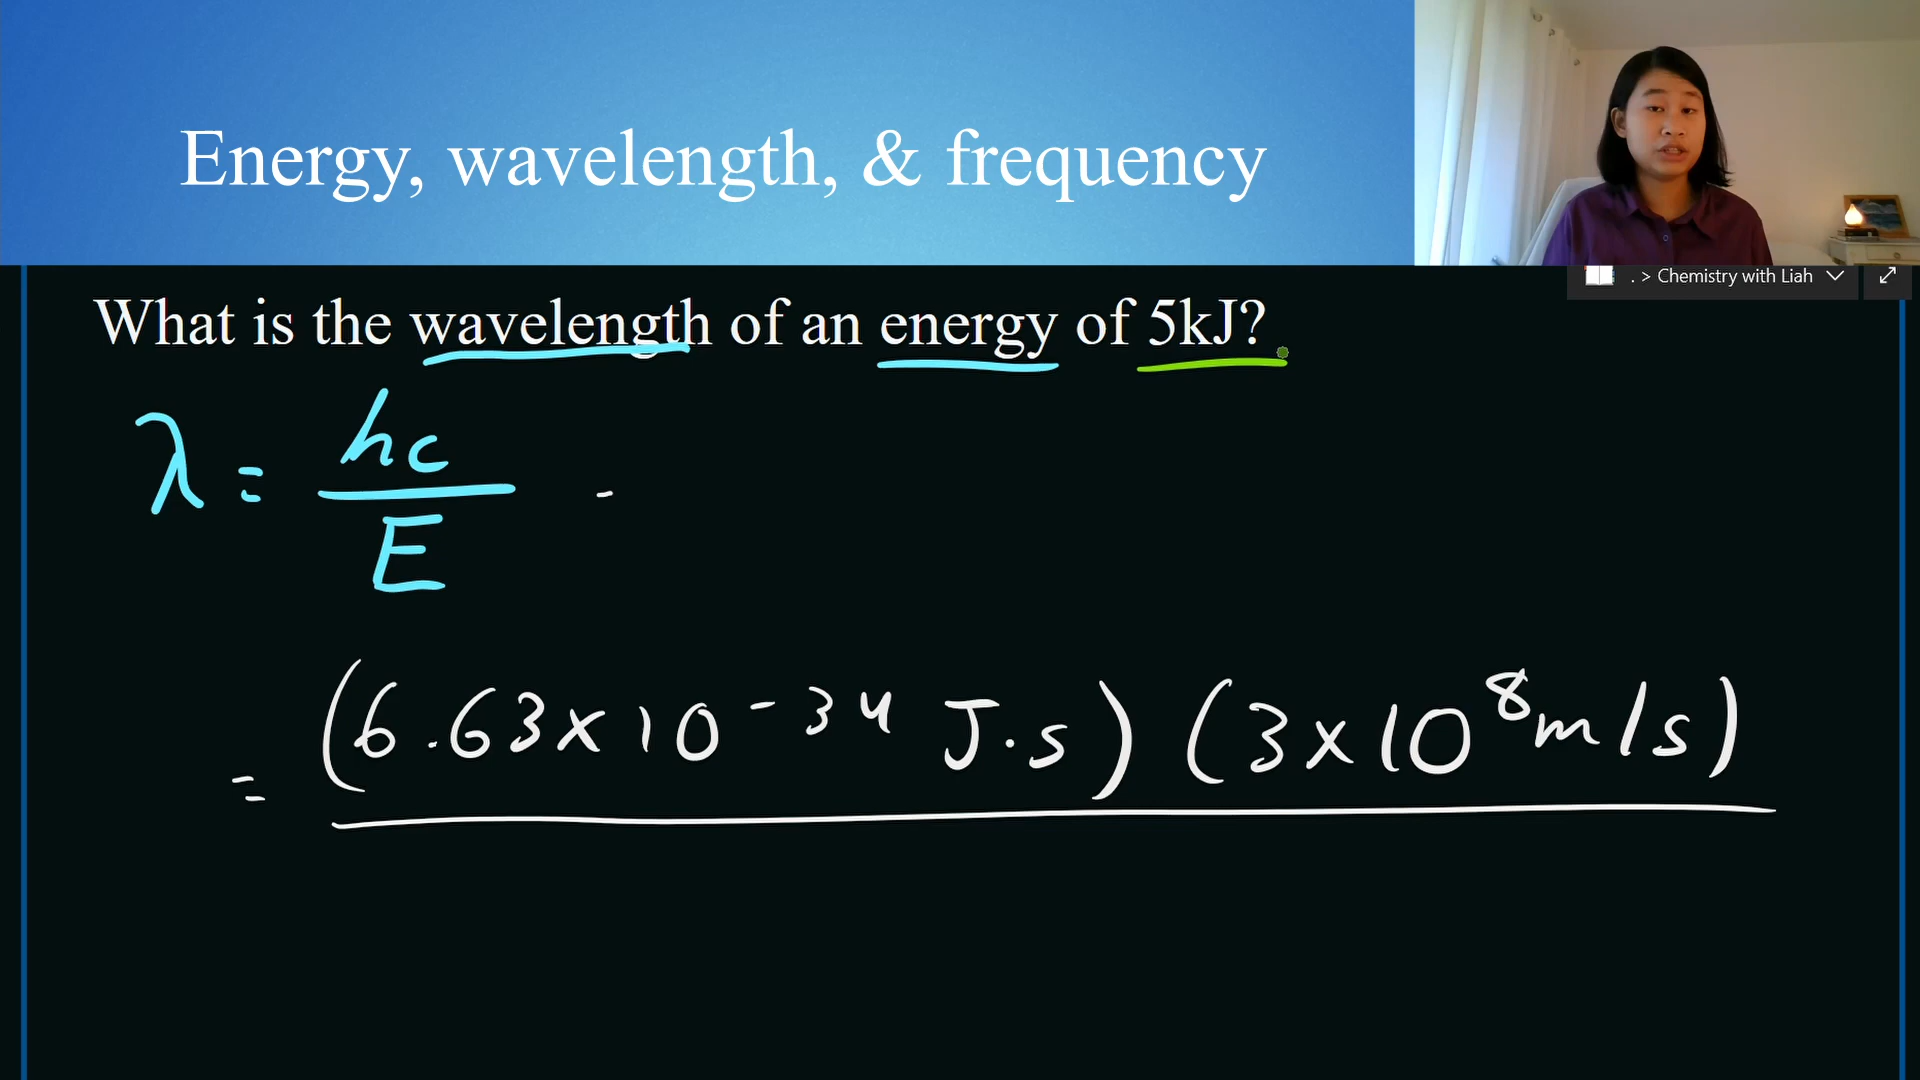 Energy, wavelength, & frequency
. > Chemistry with Liah
What is the wavelength of an energy of 5kJ?
λ = hc
E
-
= (6.63x10⁻³⁴ J·s) (3x10⁸m/s)